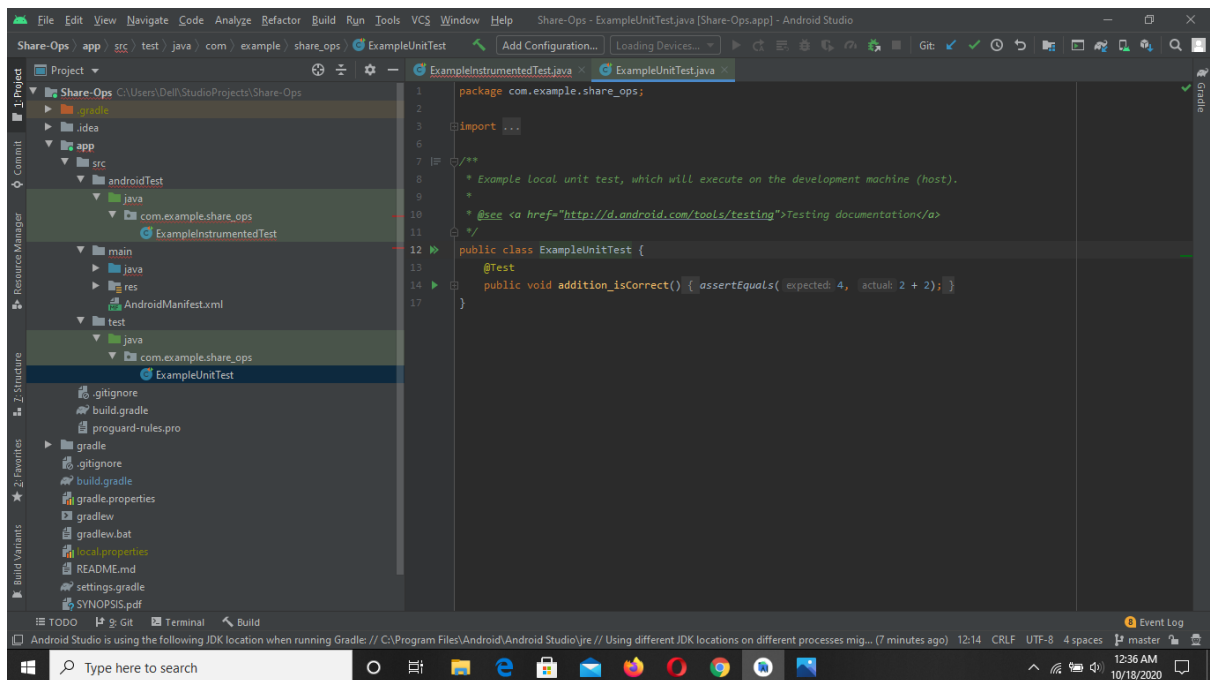 File Edit View Navigate Code Analyze Refactor Build Run Tools VCS Window Help Share-Ops - ExampleUnitTest.java [Share-Ops.app] - Android Studio
Share-Ops app src test java com example share_ops ExampleUnitTest Add Configuration... Loading Devices... Git:
Project
ExampleInstrumentedTest.java ExampleUnitTest.java
1: Project
Commit
Resource Manager
7: Structure
2: Favorites
Build Variants
Share-Ops C:\Users\Dell\StudioProjects\Share-Ops
.gradle
.idea
app
src
androidTest
java
com.example.share_ops
ExampleInstrumentedTest
main
java
res
AndroidManifest.xml
test
java
com.example.share_ops
ExampleUnitTest
.gitignore
build.gradle
proguard-rules.pro
gradle
.gitignore
build.gradle
gradle.properties
gradlew
gradlew.bat
local.properties
README.md
settings.gradle
SYNOPSIS.pdf
1 package com.example.share_ops;
2
3 import ...
6
7 /**
8 * Example local unit test, which will execute on the development machine (host).
9 *
10 * @see <a href="http://d.android.com/tools/testing">Testing documentation</a>
11 */
12 public class ExampleUnitTest {
13 @Test
14 public void addition_isCorrect() { assertEquals( expected: 4, actual: 2 + 2); }
17 }
Gradle
TODO 9: Git Terminal Build
8 Event Log
Android Studio is using the following JDK location when running Gradle: // C:\Program Files\Android\Android Studio\jre // Using different JDK locations on different processes mig... (7 minutes ago) 12:14 CRLF UTF-8 4 spaces master
Type here to search
12:36 AM
10/18/2020